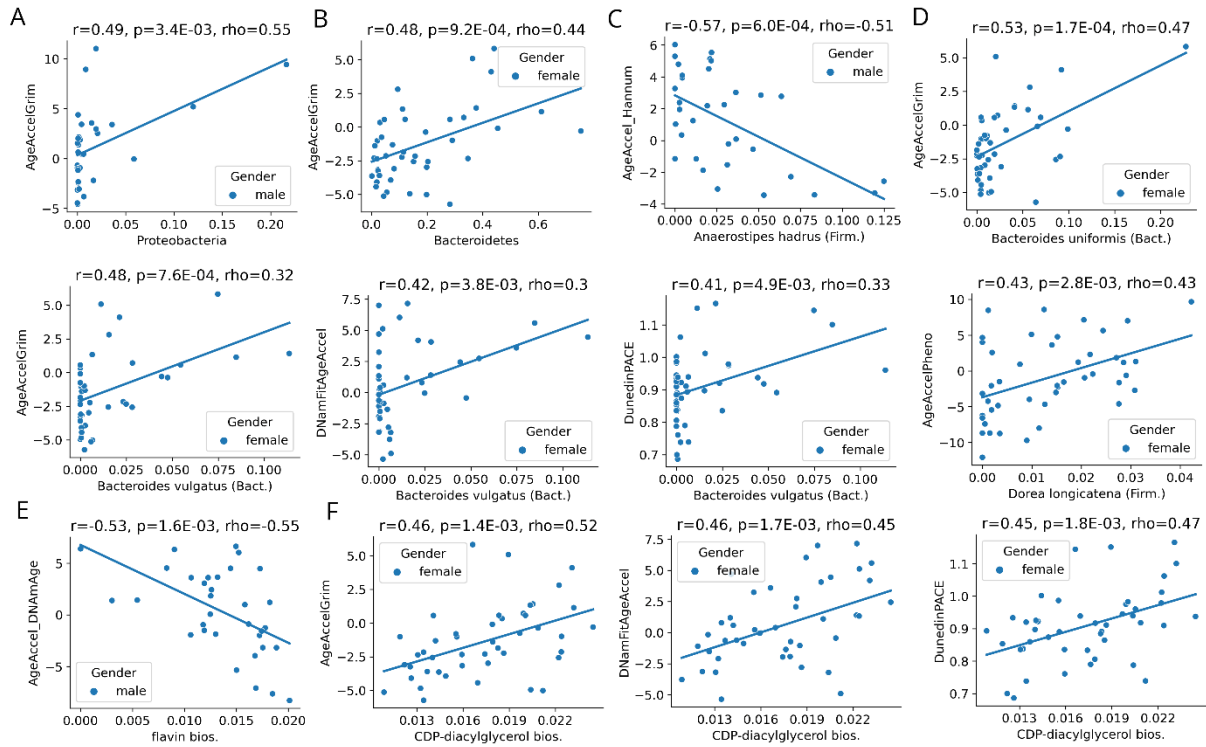 A
r=0.49, p=3.4E-03, rho=0.55
AgeAccelGrim
10
5
0
−5
Gender
male
0.00 0.05 0.10 0.15 0.20
Proteobacteria
B
r=0.48, p=9.2E-04, rho=0.44
AgeAccelGrim
5.0
2.5
0.0
−2.5
−5.0
Gender
female
0.0 0.2 0.4 0.6
Bacteroidetes
C
r=-0.57, p=6.0E-04, rho=-0.51
AgeAccel_Hannum
6
4
2
0
−2
−4
Gender
male
0.000 0.025 0.050 0.075 0.100 0.125
Anaerostipes hadrus (Firm.)
D
r=0.53, p=1.7E-04, rho=0.47
AgeAccelGrim
5.0
2.5
0.0
−2.5
−5.0
Gender
female
0.00 0.05 0.10 0.15 0.20
Bacteroides uniformis (Bact.)
r=0.48, p=7.6E-04, rho=0.32
AgeAccelGrim
5.0
2.5
0.0
−2.5
−5.0
Gender
female
0.000 0.025 0.050 0.075 0.100
Bacteroides vulgatus (Bact.)
r=0.42, p=3.8E-03, rho=0.3
DNamFitAgeAccel
7.5
5.0
2.5
0.0
−2.5
−5.0
Gender
female
0.000 0.025 0.050 0.075 0.100
Bacteroides vulgatus (Bact.)
r=0.41, p=4.9E-03, rho=0.33
DunedinPACE
1.1
1.0
0.9
0.8
0.7
Gender
female
0.000 0.025 0.050 0.075 0.100
Bacteroides vulgatus (Bact.)
r=0.43, p=2.8E-03, rho=0.43
AgeAccelPheno
10
5
0
−5
−10
Gender
female
0.00 0.01 0.02 0.03 0.04
Dorea longicatena (Firm.)
E
r=-0.53, p=1.6E-03, rho=-0.55
AgeAccel_DNAmAge
5
0
−5
Gender
male
0.000 0.005 0.010 0.015 0.020
flavin bios.
F
r=0.46, p=1.4E-03, rho=0.52
AgeAccelGrim
5.0
2.5
0.0
−2.5
−5.0
Gender
female
0.013 0.016 0.019 0.022
CDP-diacylglycerol bios.
r=0.46, p=1.7E-03, rho=0.45
DNamFitAgeAccel
7.5
5.0
2.5
0.0
−2.5
−5.0
Gender
female
0.013 0.016 0.019 0.022
CDP-diacylglycerol bios.
r=0.45, p=1.8E-03, rho=0.47
DunedinPACE
1.1
1.0
0.9
0.8
0.7
Gender
female
0.013 0.016 0.019 0.022
CDP-diacylglycerol bios.